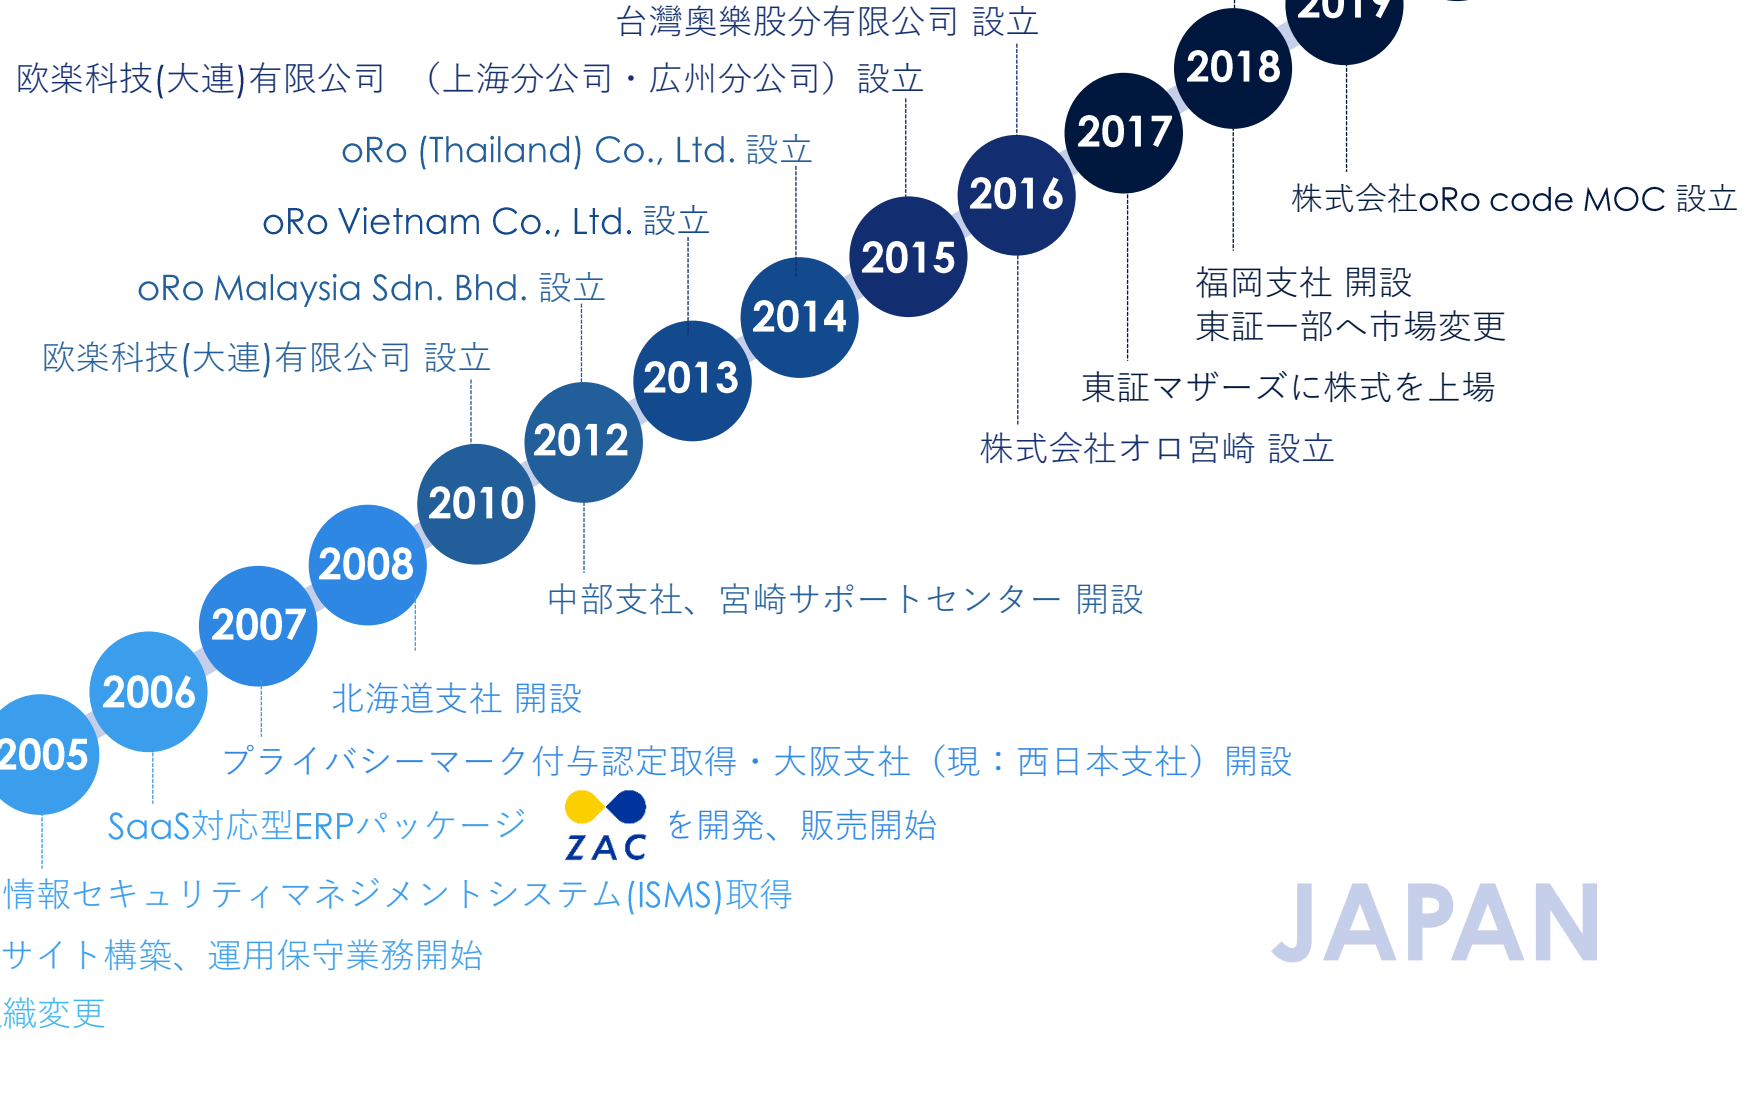 台灣奧樂股分有限公司 設立
2019
欧楽科技(大連)有限公司 （上海分公司・広州分公司）設立
2018
oRo (Thailand) Co., Ltd. 設立
2017
2016
株式会社oRo code MOC 設立
oRo Vietnam Co., Ltd. 設立
2015
oRo Malaysia Sdn. Bhd. 設立
福岡支社 開設
東証一部へ市場変更
2014
欧楽科技(大連)有限公司 設立
2013
東証マザーズに株式を上場
2012
株式会社オロ宮崎 設立
2010
2008
中部支社、宮崎サポートセンター 開設
2007
2006
北海道支社 開設
2005
プライバシーマーク付与認定取得・大阪支社（現：西日本支社）開設
SaaS対応型ERPパッケージ ZAC を開発、販売開始
情報セキュリティマネジメントシステム(ISMS)取得
サイト構築、運用保守業務開始
織変更
JAPAN